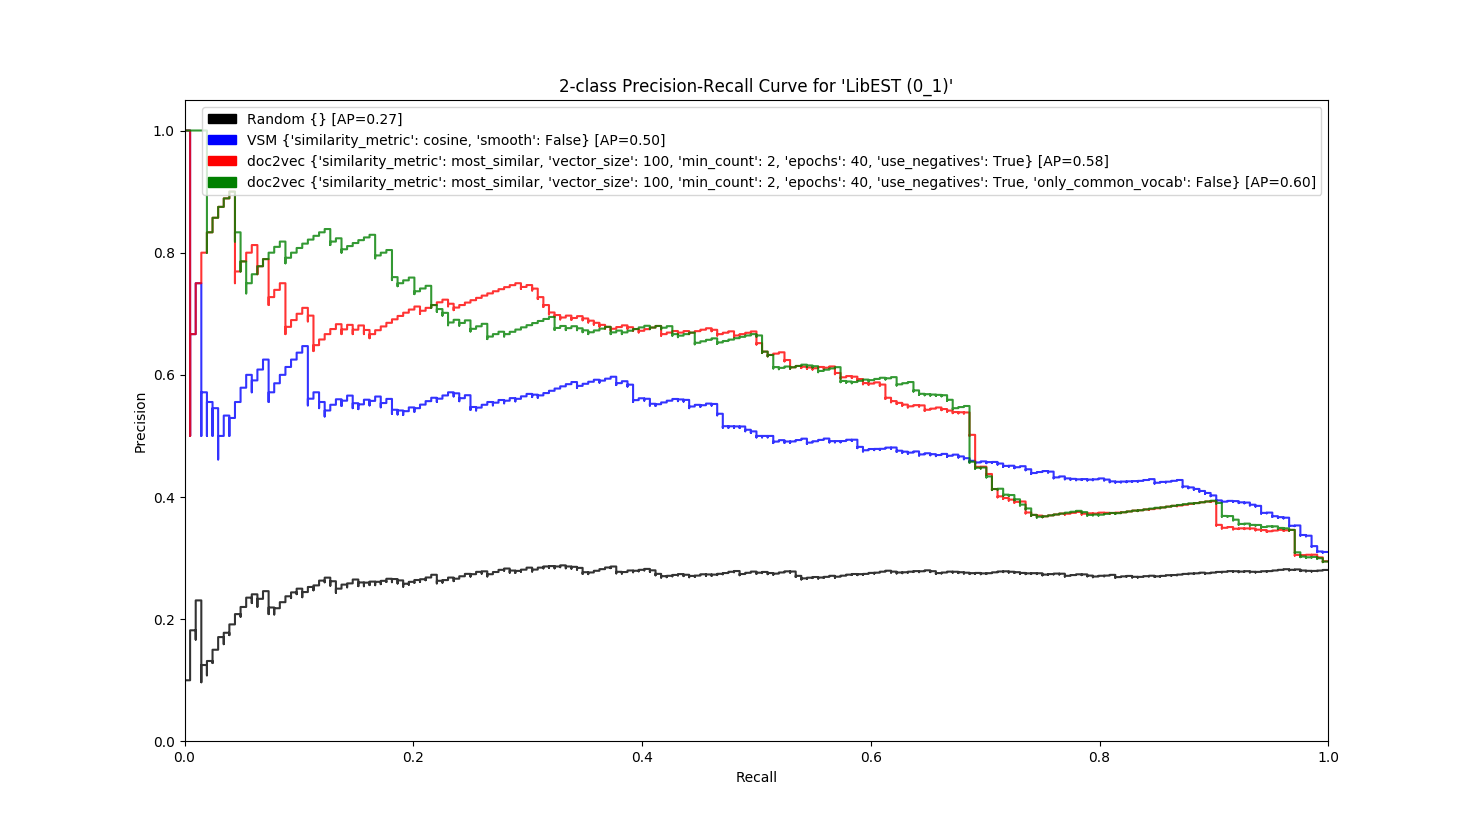 2-class Precision-Recall Curve for 'LibEST (0_1)'
Random {} [AP=0.27]
VSM {'similarity_metric': cosine, 'smooth': False} [AP=0.50]
doc2vec {'similarity_metric': most_similar, 'vector_size': 100, 'min_count': 2, 'epochs': 40, 'use_negatives': True} [AP=0.58]
doc2vec {'similarity_metric': most_similar, 'vector_size': 100, 'min_count': 2, 'epochs': 40, 'use_negatives': True, 'only_common_vocab': False} [AP=0.60]
1.0
0.8
0.6
0.4
0.2
0.0
Precision
0.0 0.2 0.4 0.6 0.8 1.0
Recall